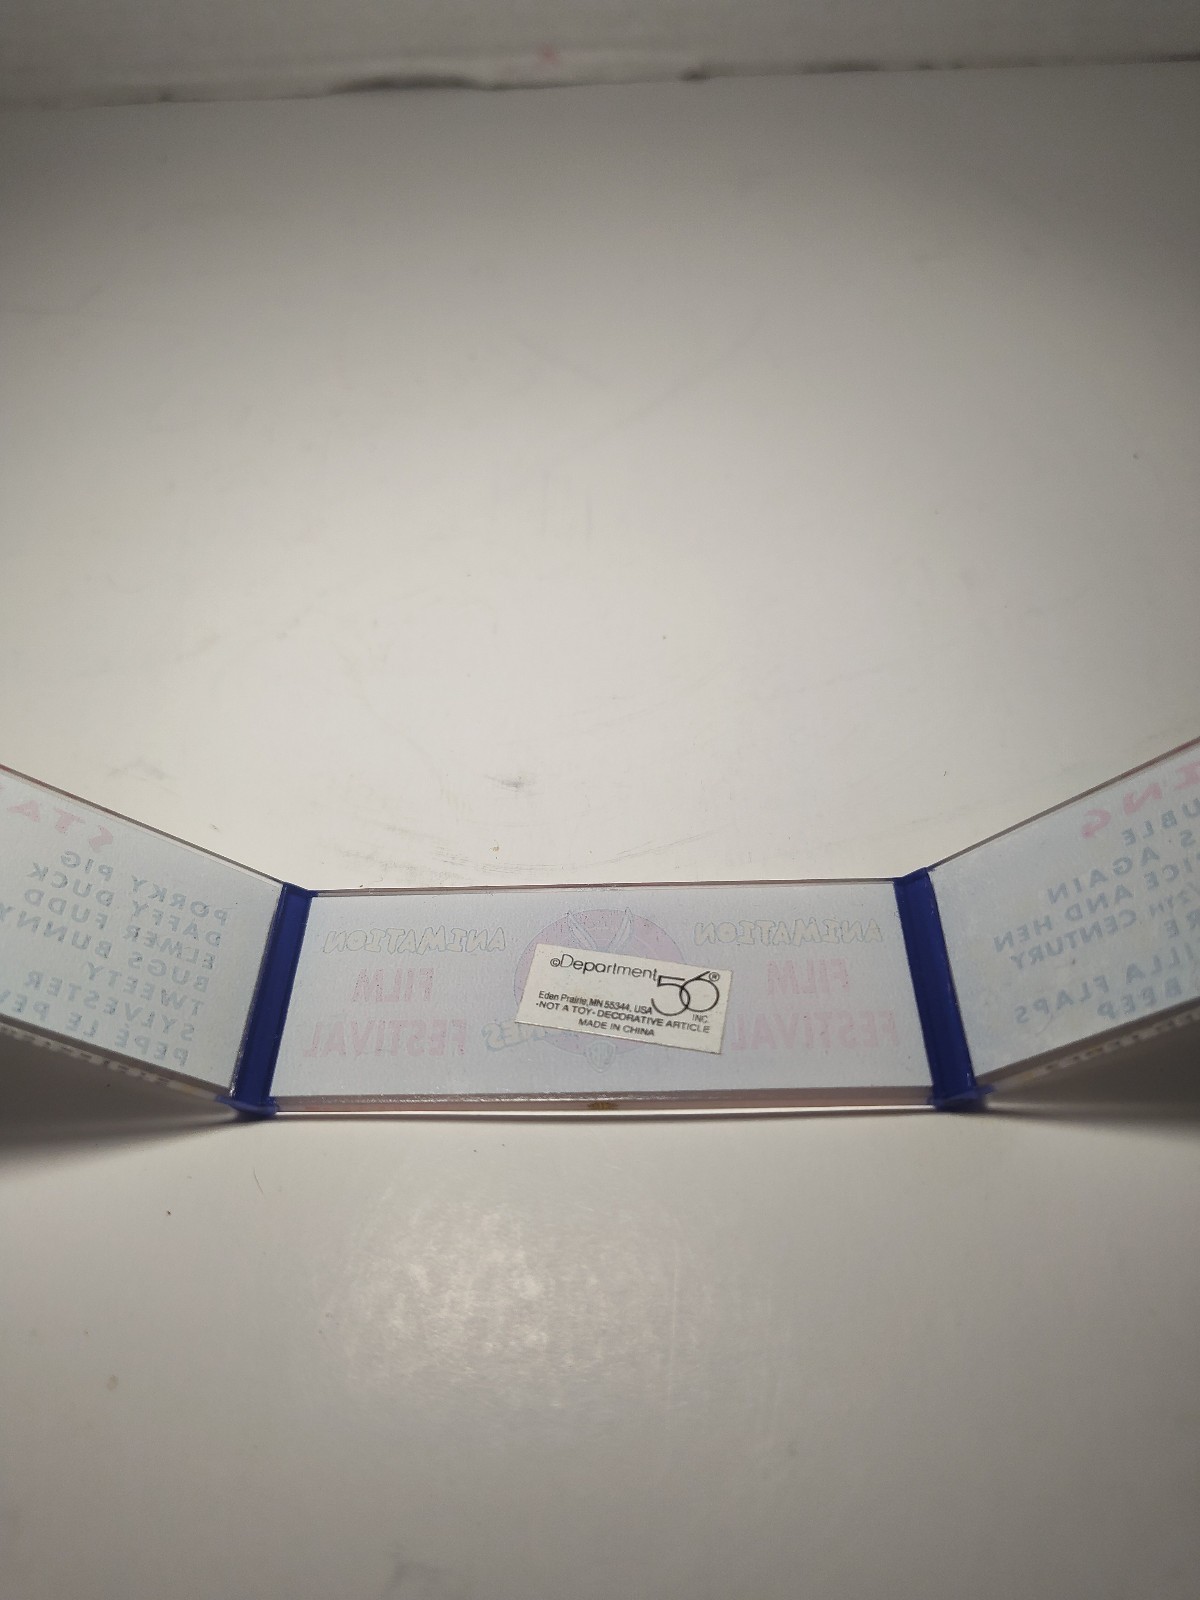 STA
PORKY PIG
DAFFY DUCK
ELMER FUDD
BUGS BUNNY
TWEETY
SYLVESTER
PEPE LE PEW
ANIMATION
FILM
FESTIVAL
©Department 56®
Eden Prairie, MN 55344, USA INC.
-NOT A TOY- DECORATIVE ARTICLE
MADE IN CHINA
ANIMATION
FILM
FESTIVAL
ING
UBLE
S AGAIN
ICE AND HEN
CENTURY
RE
ILLA FLAPS
BEEP